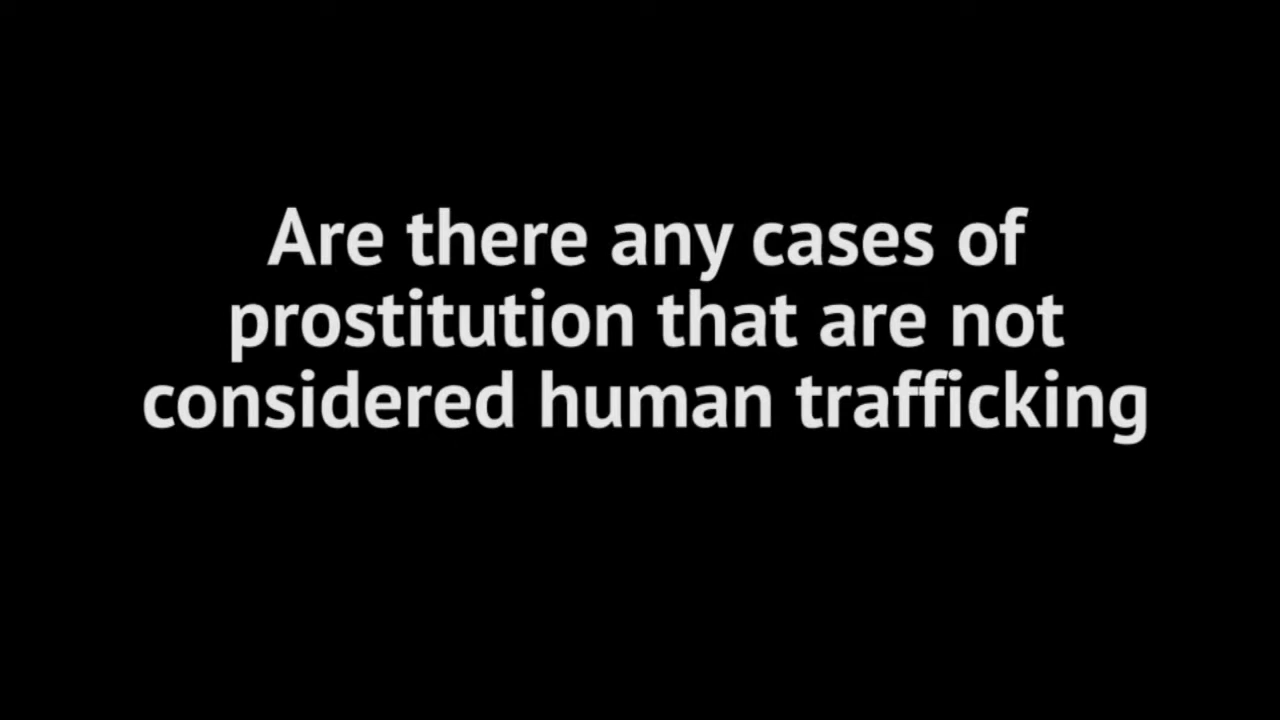 Are there any cases of
prostitution that are not
considered human trafficking